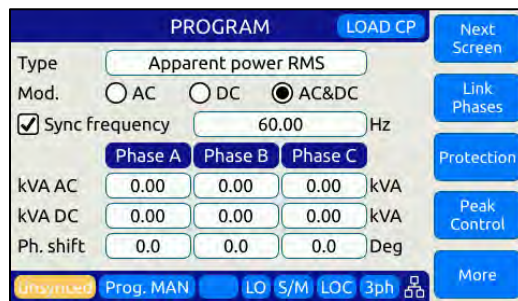 PROGRAM LOAD CP
Type Apparent power RMS
Mod. AC DC AC&DC
Sync frequency 60.00 Hz
Phase A Phase B Phase C
kVA AC 0.00 0.00 0.00 kVA
kVA DC 0.00 0.00 0.00 kVA
Ph. shift 0.0 0.0 0.0 Deg
Unsynced Prog. MAN LO S/M LOC 3ph
Next
Screen
Link
Phases
Protection
Peak
Control
More